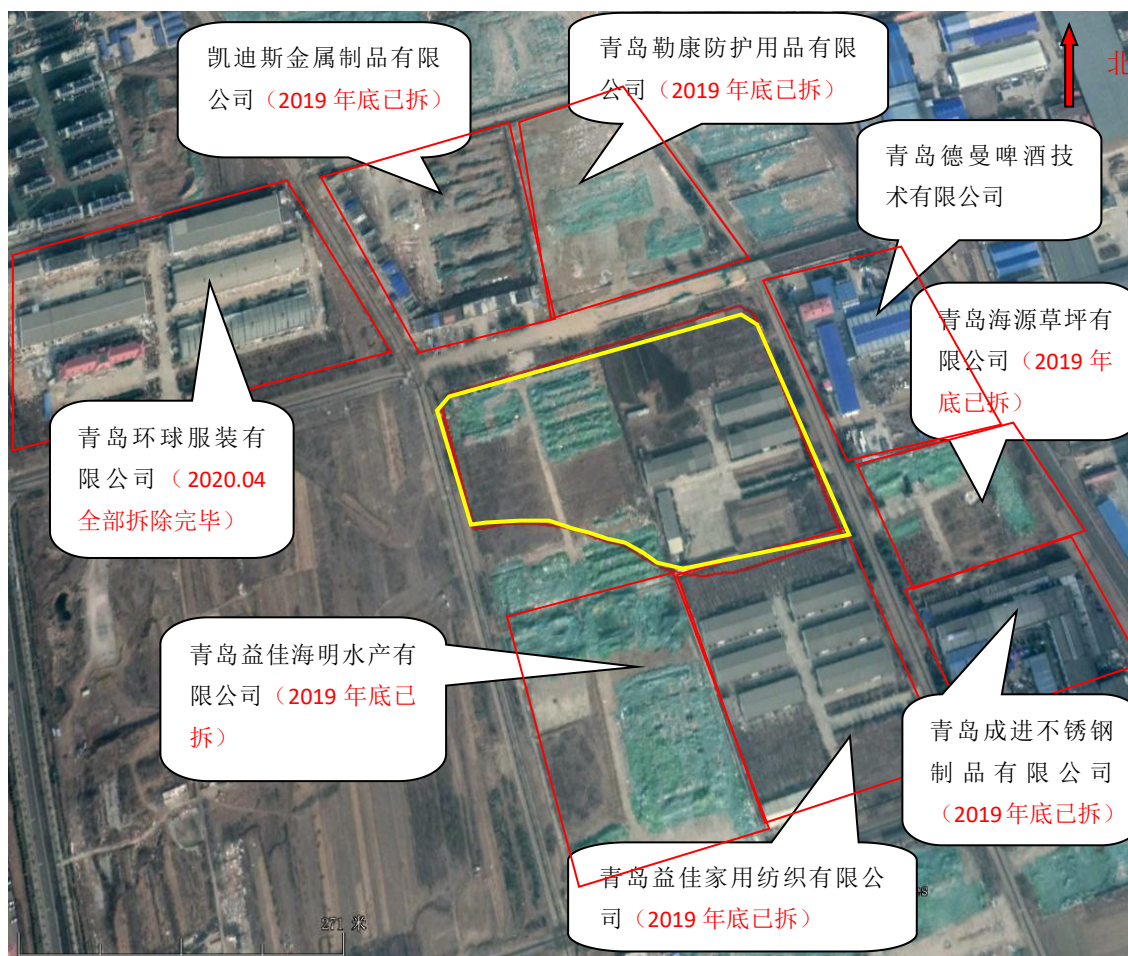 凯迪斯金属制品有限
公司（2019 年底已拆）
青岛勒康防护用品有限
公司（2019 年底已拆）
北
青岛德曼啤酒技
术有限公司
青岛海源草坪有
限公司（2019 年
底已拆）
青岛环球服装有
限公司（2020.04
全部拆除完毕）
青岛益佳海明水产有
限公司（2019 年底已
拆）
青岛成进不锈钢
制品有限公司
（2019 年底已拆）
青岛益佳家用纺织有限公
司（2019 年底已拆）
271 米